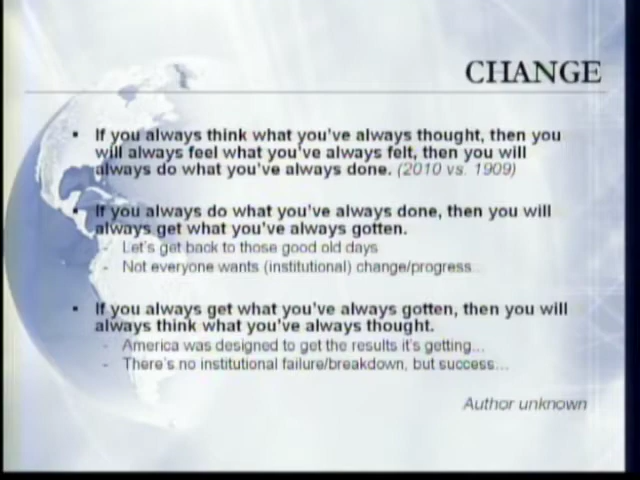 CHANGE
• If you always think what you've always thought, then you
will always feel what you've always felt, then you will
always do what you've always done. (2010 vs. 1909)
• If you always do what you've always done, then you will
always get what you've always gotten.
- Let's get back to those good old days
- Not everyone wants (institutional) change/progress
• If you always get what you've always gotten, then you will
always think what you've always thought.
- America was designed to get the results it's getting...
- There's no institutional failure/breakdown, but success...
Author unknown